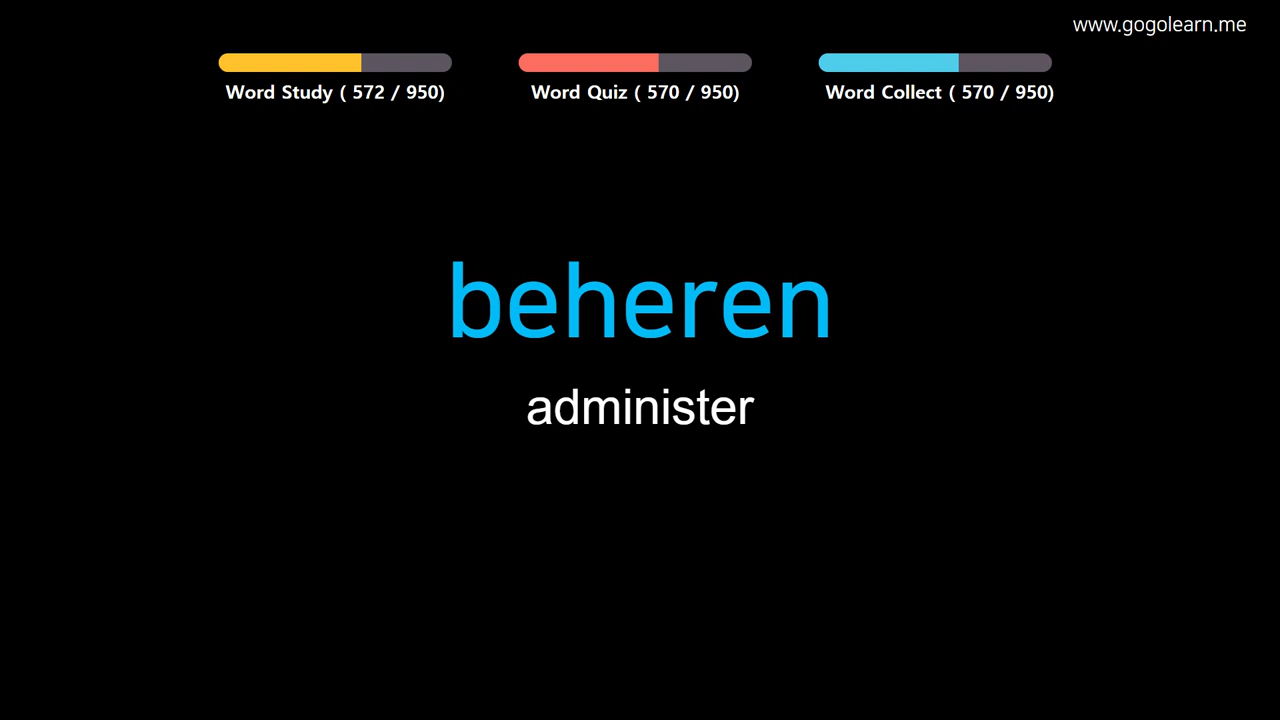 www.gogolearn.me
Word Study ( 572 / 950)
Word Quiz ( 570 / 950)
Word Collect ( 570 / 950)
beheren
administer